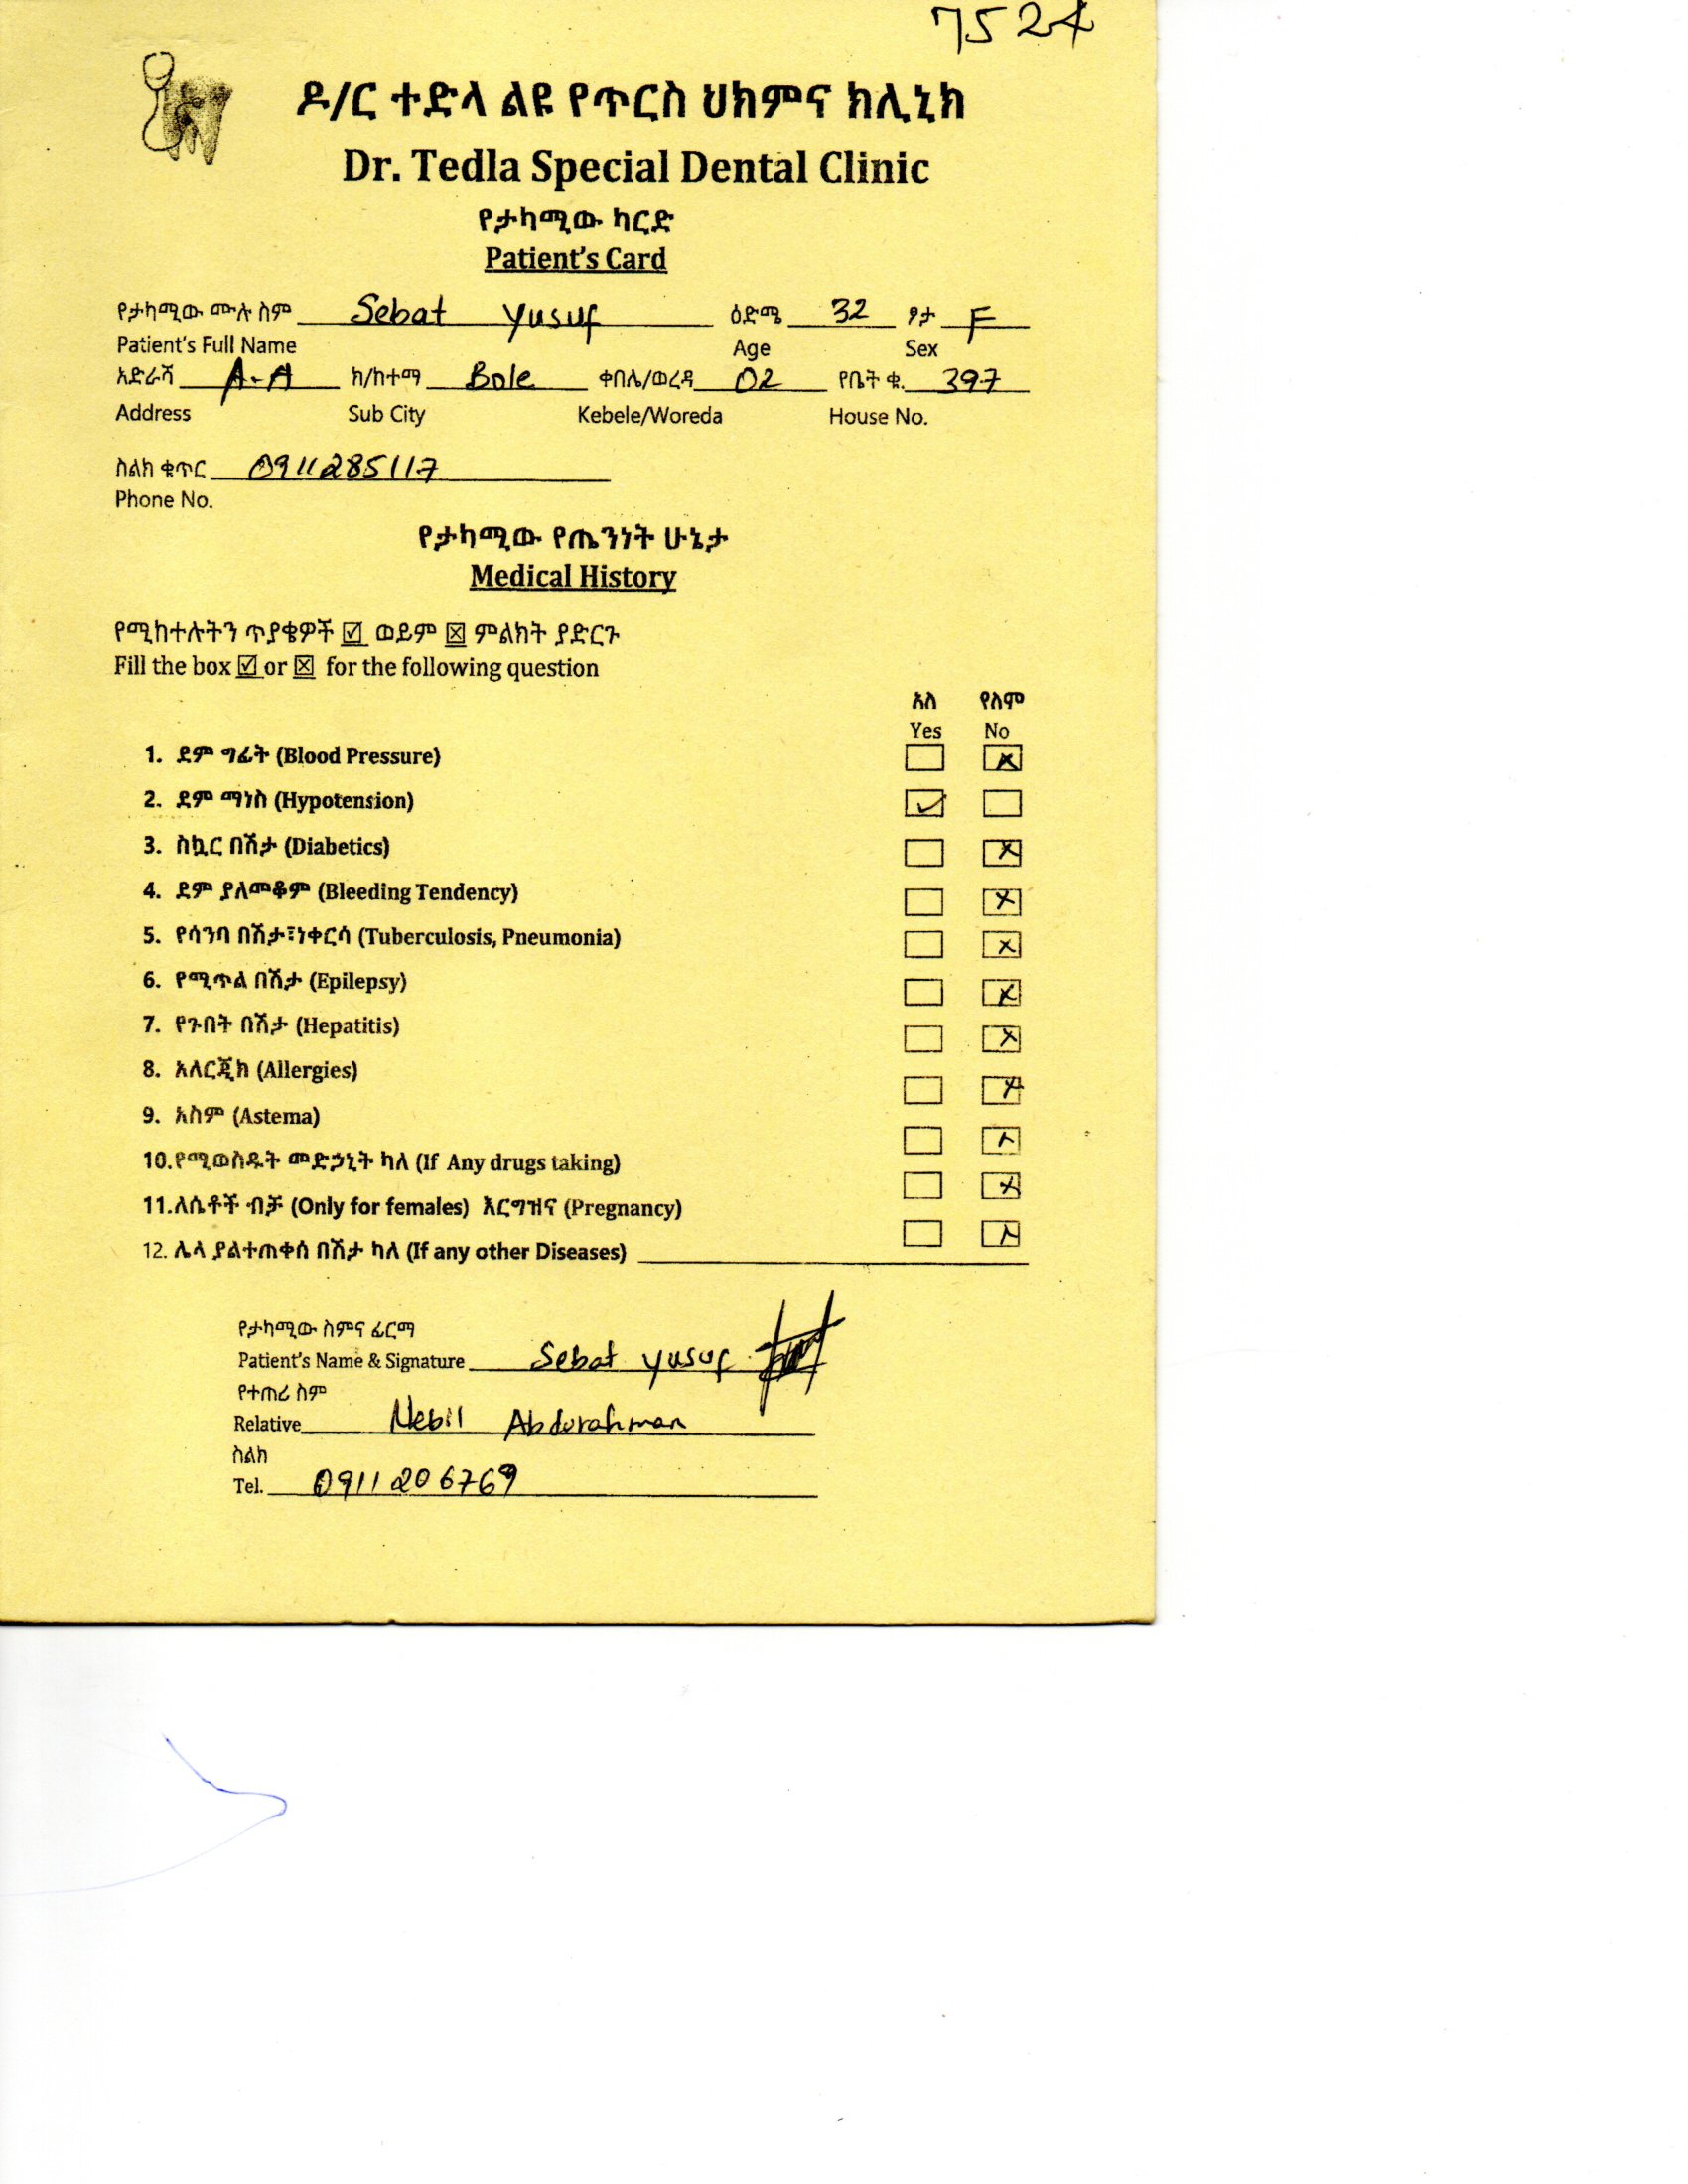 7524
ዶ/ር ተድላ ልዩ የጥርስ ህክምና ክሊኒክ
Dr. Tedla Special Dental Clinic
የታካሚው ካርድ
Patient's Card
የታካሚው ሙሉ ስም Sebat Yusuf ዕድሜ 32 ፆታ F
Patient's Full Name Age Sex
አድራሻ A.A ክ/ከተማ Bole ቀበሌ/ወረዳ 02 የቤት ቁ. 397
Address Sub City Kebele/Woreda House No.
ስልክ ቁጥር 0911285117
Phone No.
የታካሚው የጤንነት ሁኔታ
Medical History
የሚከተሉትን ጥያቄዎች ☑ ወይም ☒ ምልክት ያድርጉ
Fill the box ☑ or ☒ for the following question
አለ የለም
Yes No
1. ደም ግፊት (Blood Pressure) ☐ ☒
2. ደም ማነስ (Hypotension) ☑ ☐
3. ስኳር በሽታ (Diabetics) ☐ ☒
4. ደም ያለመቆም (Bleeding Tendency) ☐ ☒
5. የሳንባ በሽታ፣ነቀርሳ (Tuberculosis, Pneumonia) ☐ ☒
6. የሚጥል በሽታ (Epilepsy) ☐ ☒
7. የጉበት በሽታ (Hepatitis) ☐ ☒
8. አለርጂክ (Allergies) ☐ ☒
9. አስም (Astema) ☐ ☒
10.የሚወስዱት መድኃኒት ካለ (If Any drugs taking) ☐ ☒
11.ለሴቶች ብቻ (Only for females) እርግዝና (Pregnancy) ☐ ☒
12. ሌላ ያልተጠቀሰ በሽታ ካለ (If any other Diseases)
የታካሚው ስምና ፊርማ
Patient's Name & Signature Sebat yusuf
የተጠሪ ስም
Relative Nebil Abdurahman
ስልክ
Tel. 0911206769